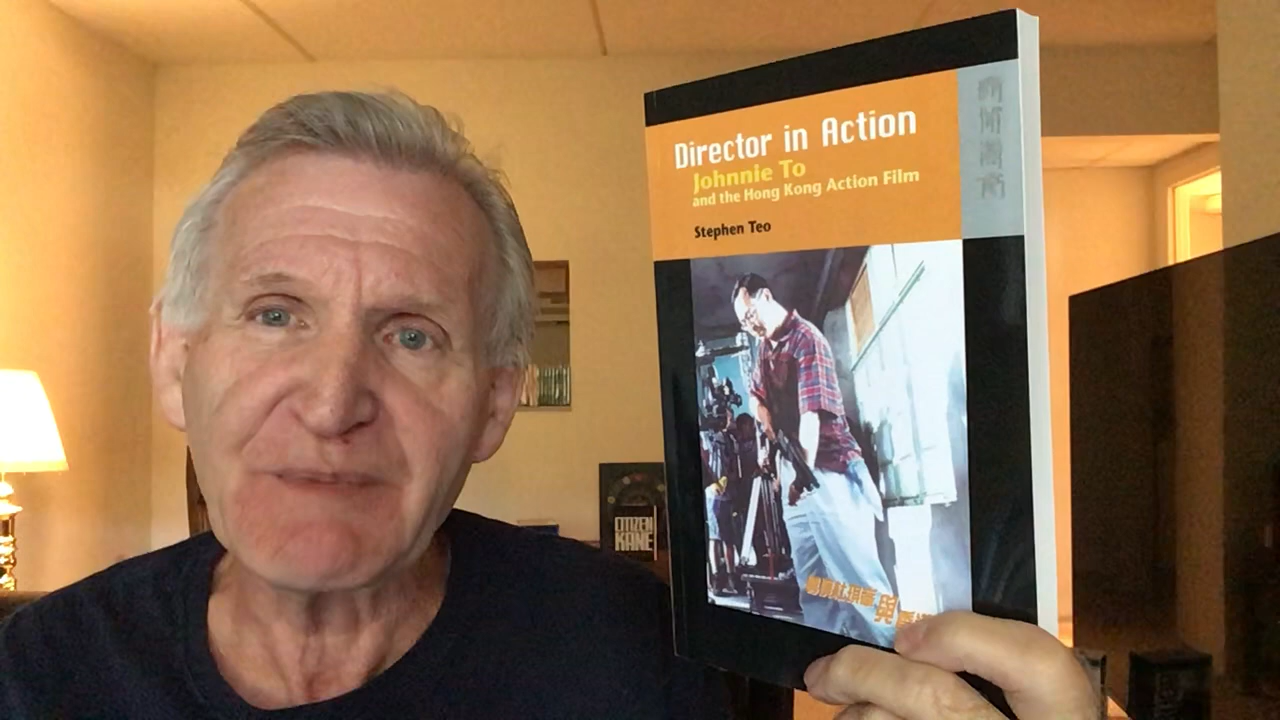 Director in Action
Johnnie To
and the Hong Kong Action Film
Stephen Teo
CITIZEN
KANE